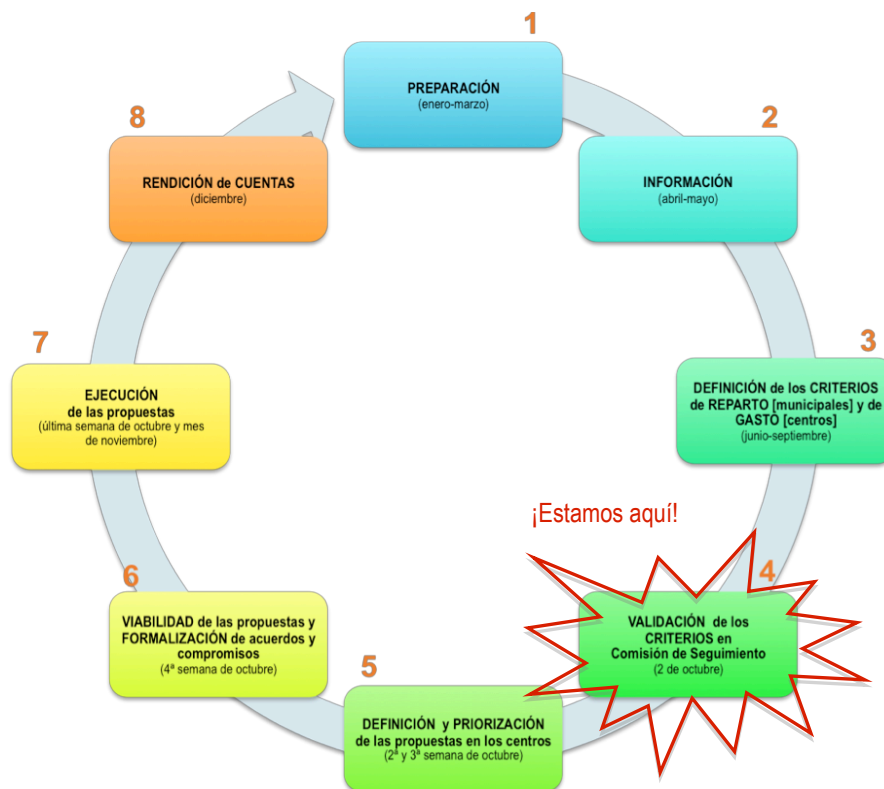 1
PREPARACIÓN
(enero-marzo)
2
INFORMACIÓN
(abril-mayo)
3
DEFINICIÓN de los CRITERIOS
de REPARTO [municipales] y de
GASTO [centros]
(junio-septiembre)
¡Estamos aquí!
4
VALIDACIÓN de los
CRITERIOS en
Comisión de Seguimiento
(2 de octubre)
5
DEFINICIÓN y PRIORIZACIÓN
de las propuestas en los centros
(2ª y 3ª semana de octubre)
6
VIABILIDAD de las propuestas y
FORMALIZACIÓN de acuerdos y
compromisos
(4ª semana de octubre)
7
EJECUCIÓN
de las propuestas
(última semana de octubre y mes
de noviembre)
8
RENDICIÓN de CUENTAS
(diciembre)